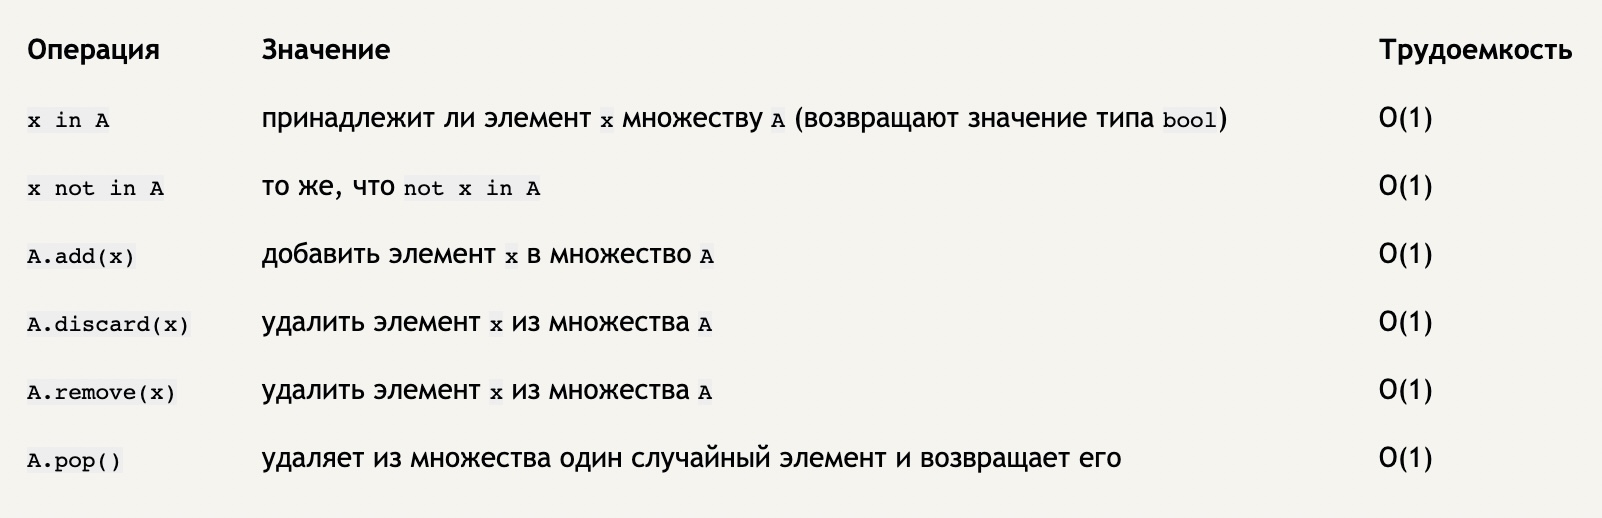 Операция Значение Трудоемкость
x in A принадлежит ли элемент x множеству A (возвращают значение типа bool) O(1)
x not in A то же, что not x in A O(1)
A.add(x) добавить элемент x в множество A O(1)
A.discard(x) удалить элемент x из множества A O(1)
A.remove(x) удалить элемент x из множества A O(1)
A.pop() удаляет из множества один случайный элемент и возвращает его O(1)